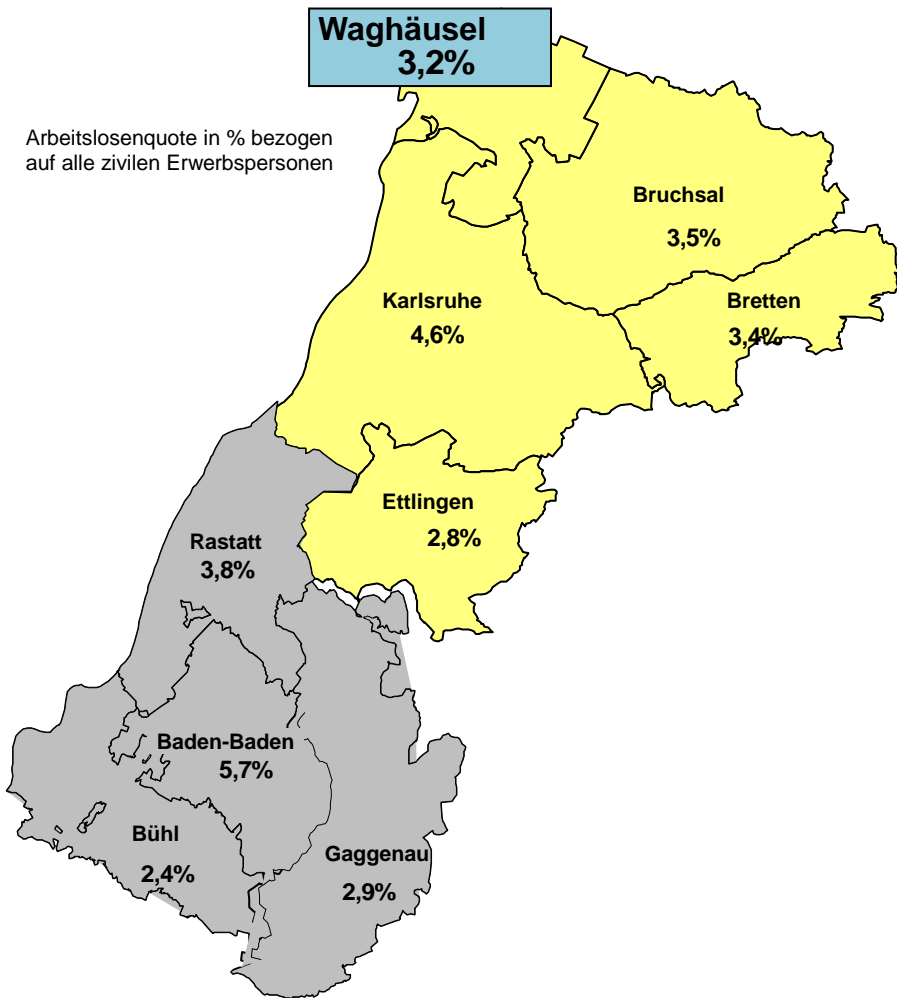 Waghäusel
3,2%
Arbeitslosenquote in % bezogen
auf alle zivilen Erwerbspersonen
Bruchsal
3,5%
Karlsruhe
4,6%
Bretten
3,4%
Ettlingen
2,8%
Rastatt
3,8%
Baden-Baden
5,7%
Bühl
2,4%
Gaggenau
2,9%